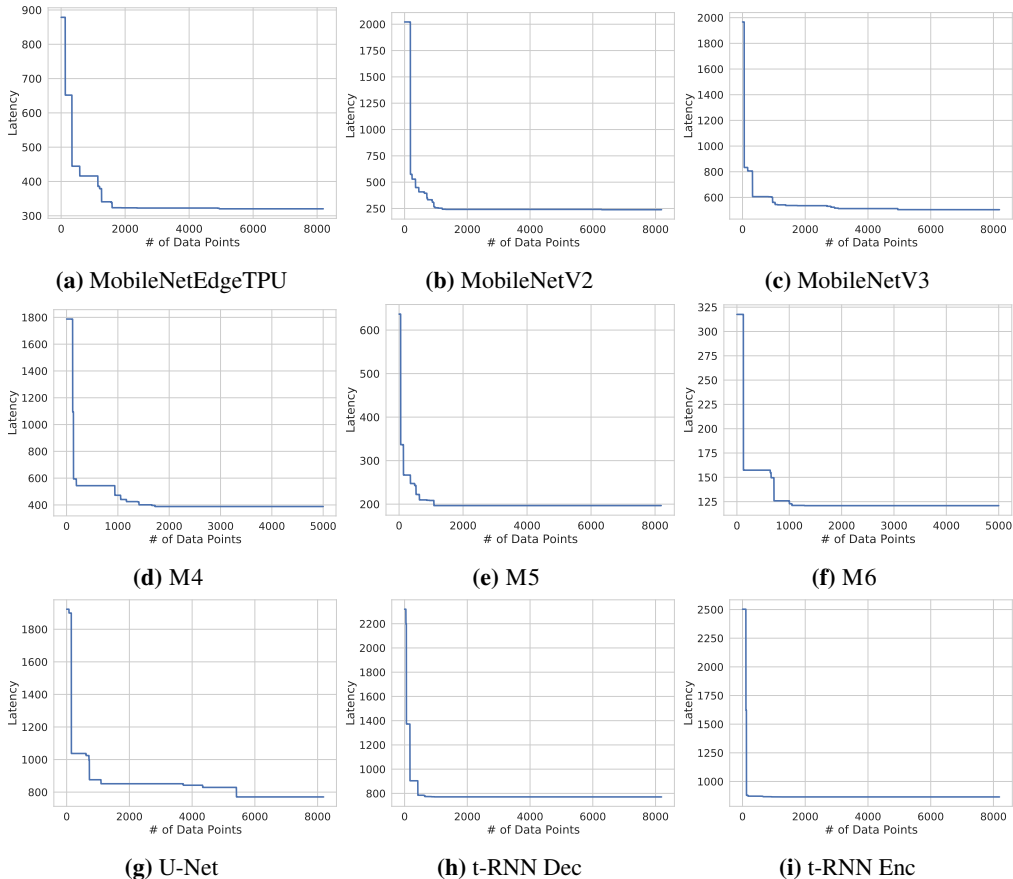 900
800
700
600
500
400
300
Latency
0 2000 4000 6000 8000
# of Data Points
(a) MobileNetEdgeTPU
2000
1750
1500
1250
1000
750
500
250
Latency
0 2000 4000 6000 8000
# of Data Points
(b) MobileNetV2
2000
1800
1600
1400
1200
1000
800
600
Latency
0 2000 4000 6000 8000
# of Data Points
(c) MobileNetV3
1800
1600
1400
1200
1000
800
600
400
Latency
0 1000 2000 3000 4000 5000
# of Data Points
(d) M4
600
500
400
300
200
Latency
0 2000 4000 6000 8000
# of Data Points
(e) M5
325
300
275
250
225
200
175
150
125
Latency
0 1000 2000 3000 4000 5000
# of Data Points
(f) M6
1800
1600
1400
1200
1000
800
Latency
0 2000 4000 6000 8000
# of Data Points
(g) U-Net
2200
2000
1800
1600
1400
1200
1000
800
Latency
0 2000 4000 6000 8000
# of Data Points
(h) t-RNN Dec
2500
2250
2000
1750
1500
1250
1000
Latency
0 2000 4000 6000 8000
# of Data Points
(i) t-RNN Enc